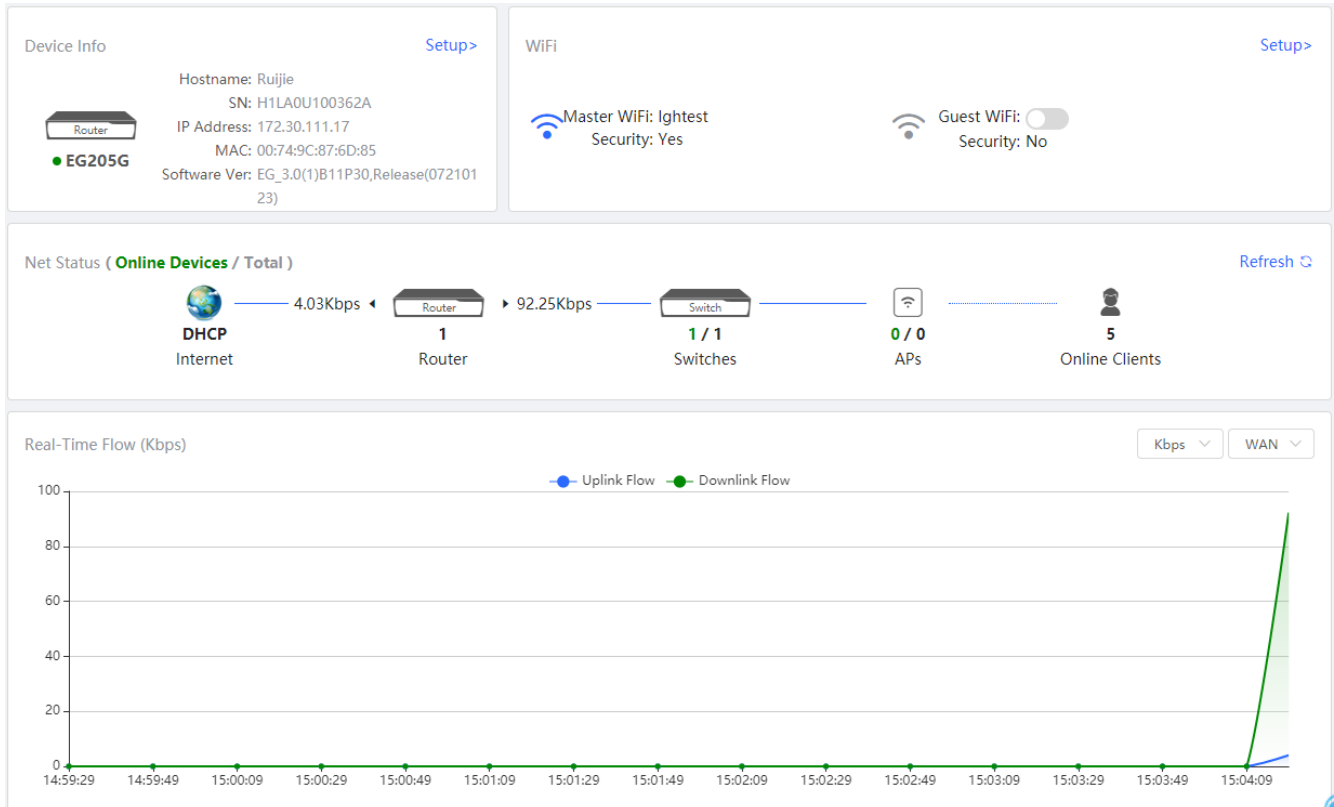 Device Info
Setup>
Router
EG205G
Hostname: Ruijie
SN: H1LA0U100362A
IP Address: 172.30.111.17
MAC: 00:74:9C:87:6D:85
Software Ver: EG_3.0(1)B11P30,Release(072101
23)
WiFi
Setup>
Master WiFi: Ightest
Security: Yes
Guest WiFi:
Security: No
Net Status ( Online Devices / Total )
Refresh
4.03Kbps
Router
92.25Kbps
Switch
DHCP
1
1 / 1
0 / 0
5
Internet
Router
Switches
APs
Online Clients
Real-Time Flow (Kbps)
Kbps
WAN
Uplink Flow
Downlink Flow
100
80
60
40
20
0
14:59:29 14:59:49 15:00:09 15:00:29 15:00:49 15:01:09 15:01:29 15:01:49 15:02:09 15:02:29 15:02:49 15:03:09 15:03:29 15:03:49 15:04:09